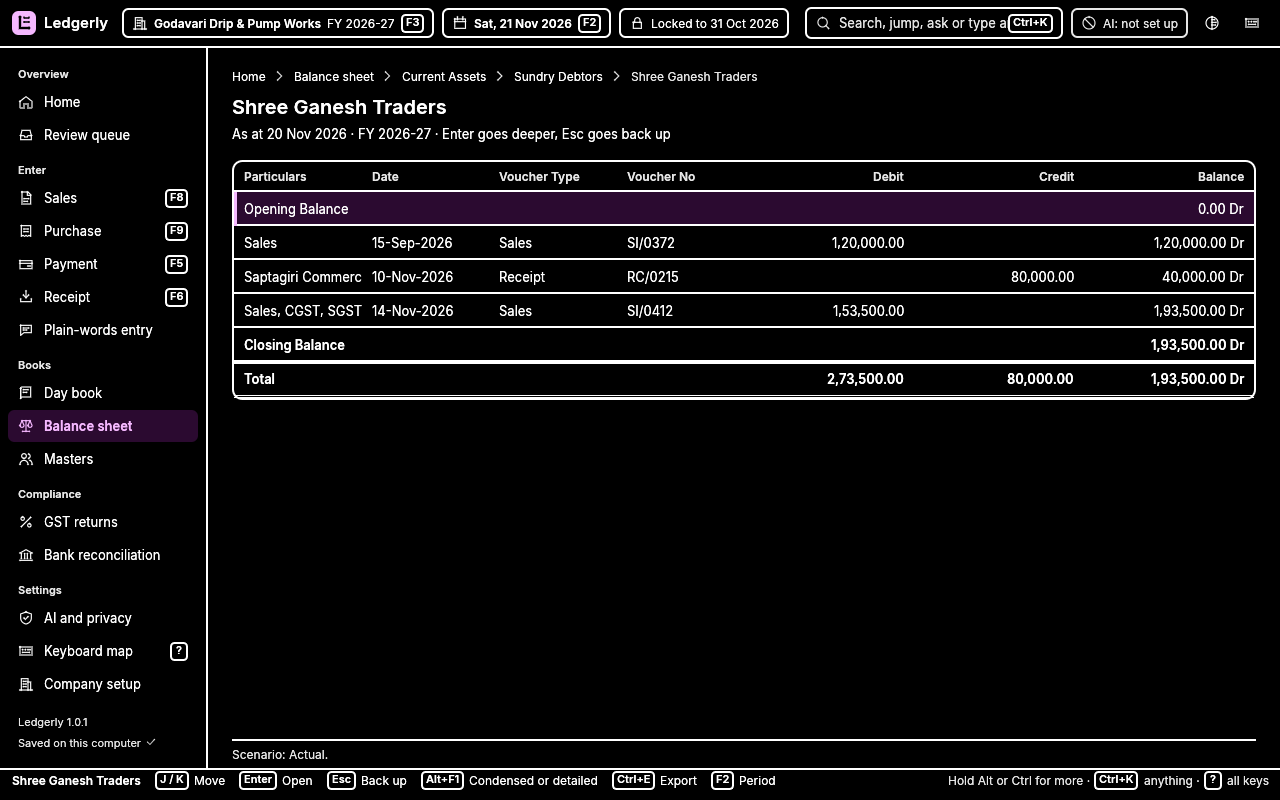 Ledgerly
Godavari Drip & Pump Works FY 2026-27 F3
Sat, 21 Nov 2026 F2
Locked to 31 Oct 2026
Search, jump, ask or type a Ctrl+K
AI: not set up
Overview
Home
Review queue
Enter
Sales F8
Purchase F9
Payment F5
Receipt F6
Plain-words entry
Books
Day book
Balance sheet
Masters
Compliance
GST returns
Bank reconciliation
Settings
AI and privacy
Keyboard map ?
Company setup
Ledgerly 1.0.1
Saved on this computer
Home Balance sheet Current Assets Sundry Debtors Shree Ganesh Traders
Shree Ganesh Traders
As at 20 Nov 2026 · FY 2026-27 · Enter goes deeper, Esc goes back up
Particulars Date Voucher Type Voucher No Debit Credit Balance
Opening Balance 0.00 Dr
Sales 15-Sep-2026 Sales SI/0372 1,20,000.00 1,20,000.00 Dr
Saptagiri Commerc 10-Nov-2026 Receipt RC/0215 80,000.00 40,000.00 Dr
Sales, CGST, SGST 14-Nov-2026 Sales SI/0412 1,53,500.00 1,93,500.00 Dr
Closing Balance 1,93,500.00 Dr
Total 2,73,500.00 80,000.00 1,93,500.00 Dr
Scenario: Actual.
Shree Ganesh Traders J / K Move Enter Open Esc Back up Alt+F1 Condensed or detailed Ctrl+E Export F2 Period Hold Alt or Ctrl for more · Ctrl+K anything · ? all keys